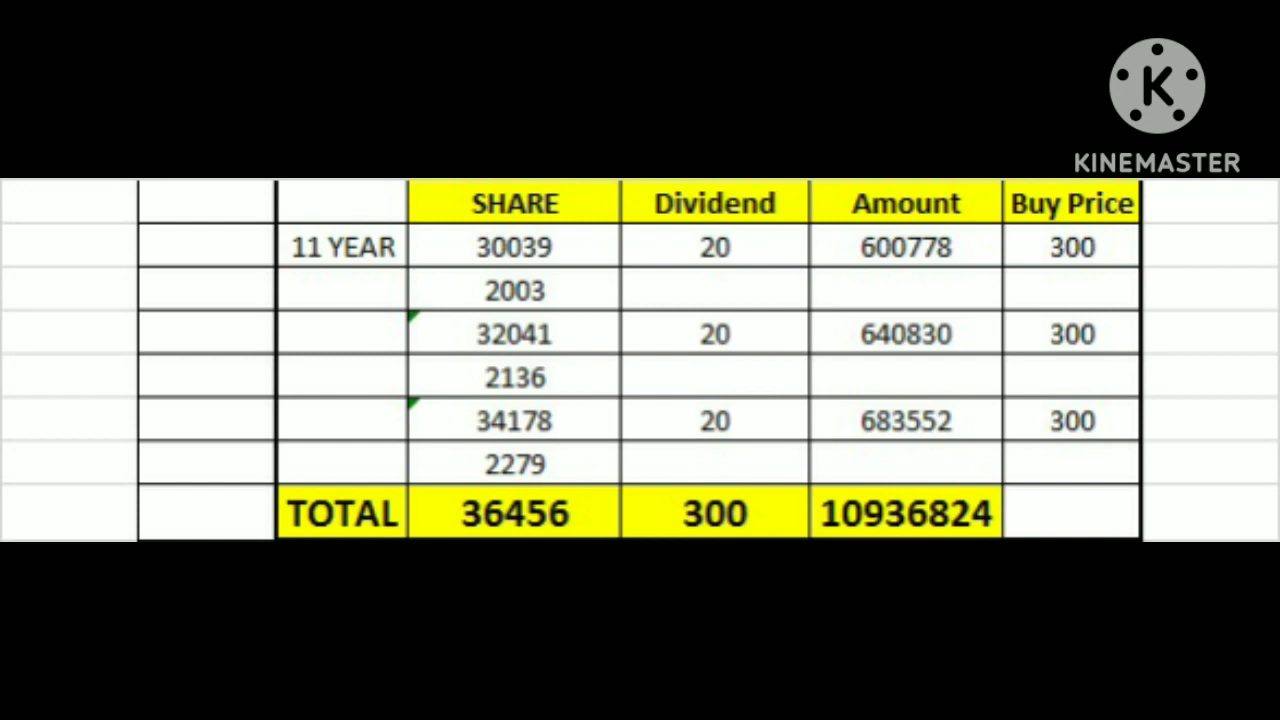 K
KINEMASTER
SHARE Dividend Amount Buy Price
11 YEAR 30039 20 600778 300
2003
32041 20 640830 300
2136
34178 20 683552 300
2279
TOTAL 36456 300 10936824